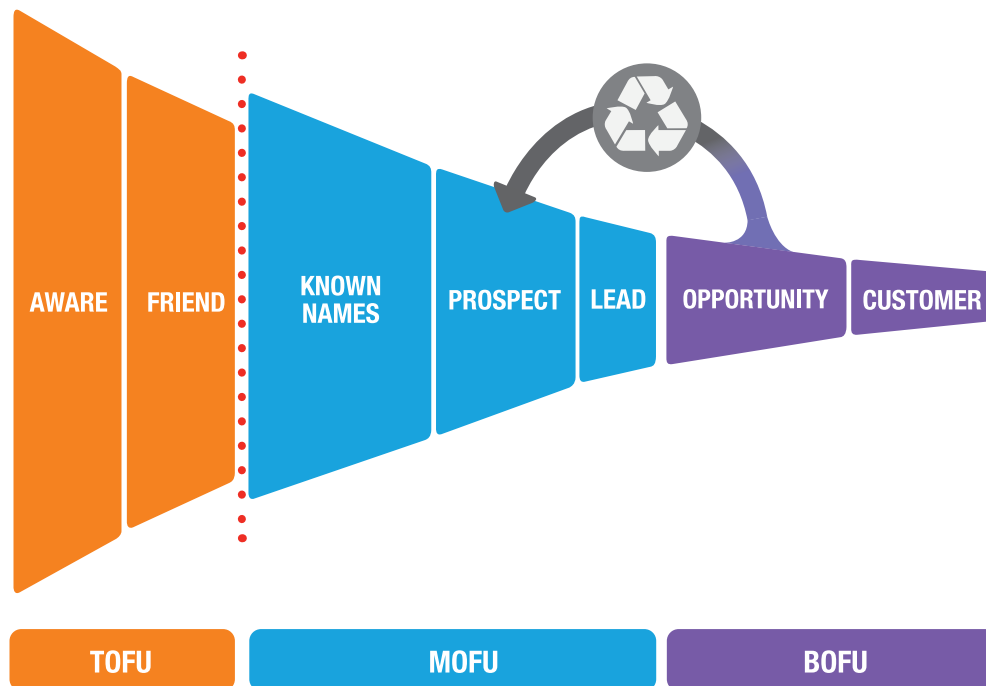 AWARE
FRIEND
KNOWN
NAMES
PROSPECT
LEAD
OPPORTUNITY
CUSTOMER
TOFU
MOFU
BOFU